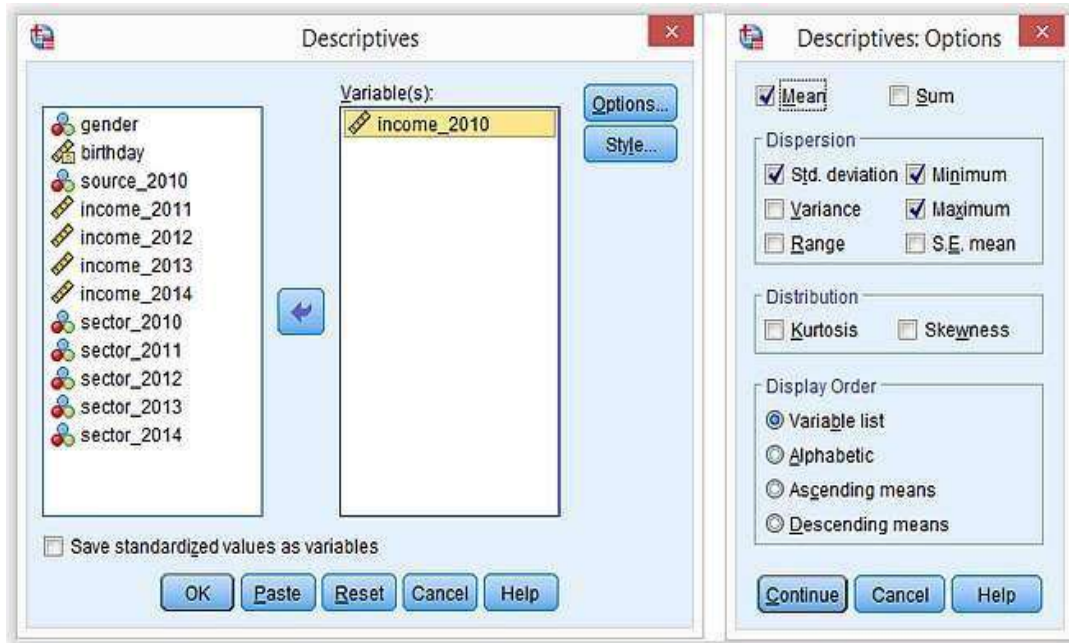 Descriptives
Variable(s):
gender
birthday
source_2010
income_2011
income_2012
income_2013
income_2014
sector_2010
sector_2011
sector_2012
sector_2013
sector_2014
income_2010
Options...
Style...
Save standardized values as variables
OK Paste Reset Cancel Help
Descriptives: Options
Mean Sum
Dispersion
Std. deviation Minimum
Variance Maximum
Range S.E. mean
Distribution
Kurtosis Skewness
Display Order
Variable list
Alphabetic
Ascending means
Descending means
Continue Cancel Help